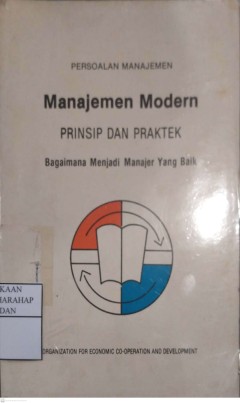 PERSOALAN MANAJEMEN
Manajemen Modern
PRINSIP DAN PRAKTEK
Bagaimana Menjadi Manajer Yang Baik
KAAN
HARAHAP
DAN
ORGANIZATION FOR ECONOMIC CO-OPERATION AND DEVELOPMENT